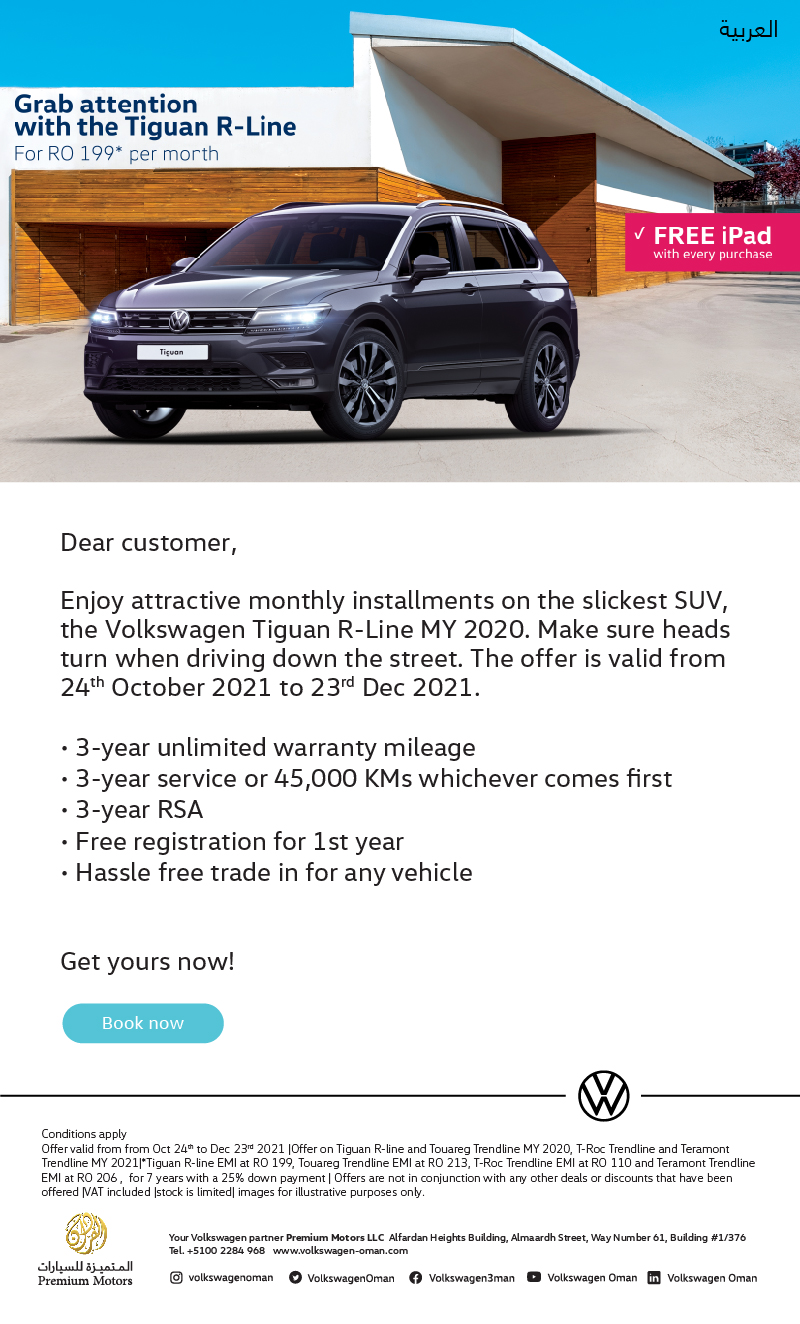 العربية
Grab attention
with the Tiguan R-Line
For RO 199* per month
✓ FREE iPad
with every purchase
Tiguan
Dear customer,
Enjoy attractive monthly installments on the slickest SUV,
the Volkswagen Tiguan R-Line MY 2020. Make sure heads
turn when driving down the street. The offer is valid from
24th October 2021 to 23rd Dec 2021.
• 3-year unlimited warranty mileage
• 3-year service or 45,000 KMs whichever comes first
• 3-year RSA
• Free registration for 1st year
• Hassle free trade in for any vehicle
Get yours now!
Book now
Conditions apply
Offer valid from from Oct 24th to Dec 23rd 2021 |Offer on Tiguan R-line and Touareg Trendline MY 2020, T-Roc Trendline and Teramont
Trendline MY 2021|*Tiguan R-line EMI at RO 199, Touareg Trendline EMI at RO 213, T-Roc Trendline EMI at RO 110 and Teramont Trendline
EMI at RO 206 , for 7 years with a 25% down payment | Offers are not in conjunction with any other deals or discounts that have been
offered |VAT included |stock is limited| images for illustrative purposes only.
المتميزة للسيارات
Premium Motors
Your Volkswagen partner Premium Motors LLC Alfardan Heights Building, Almaardh Street, Way Number 61, Building #1/376
Tel. +5100 2284 968 www.volkswagen-oman.com
volkswagenoman VolkswagenOman Volkswagen3man Volkswagen Oman Volkswagen Oman